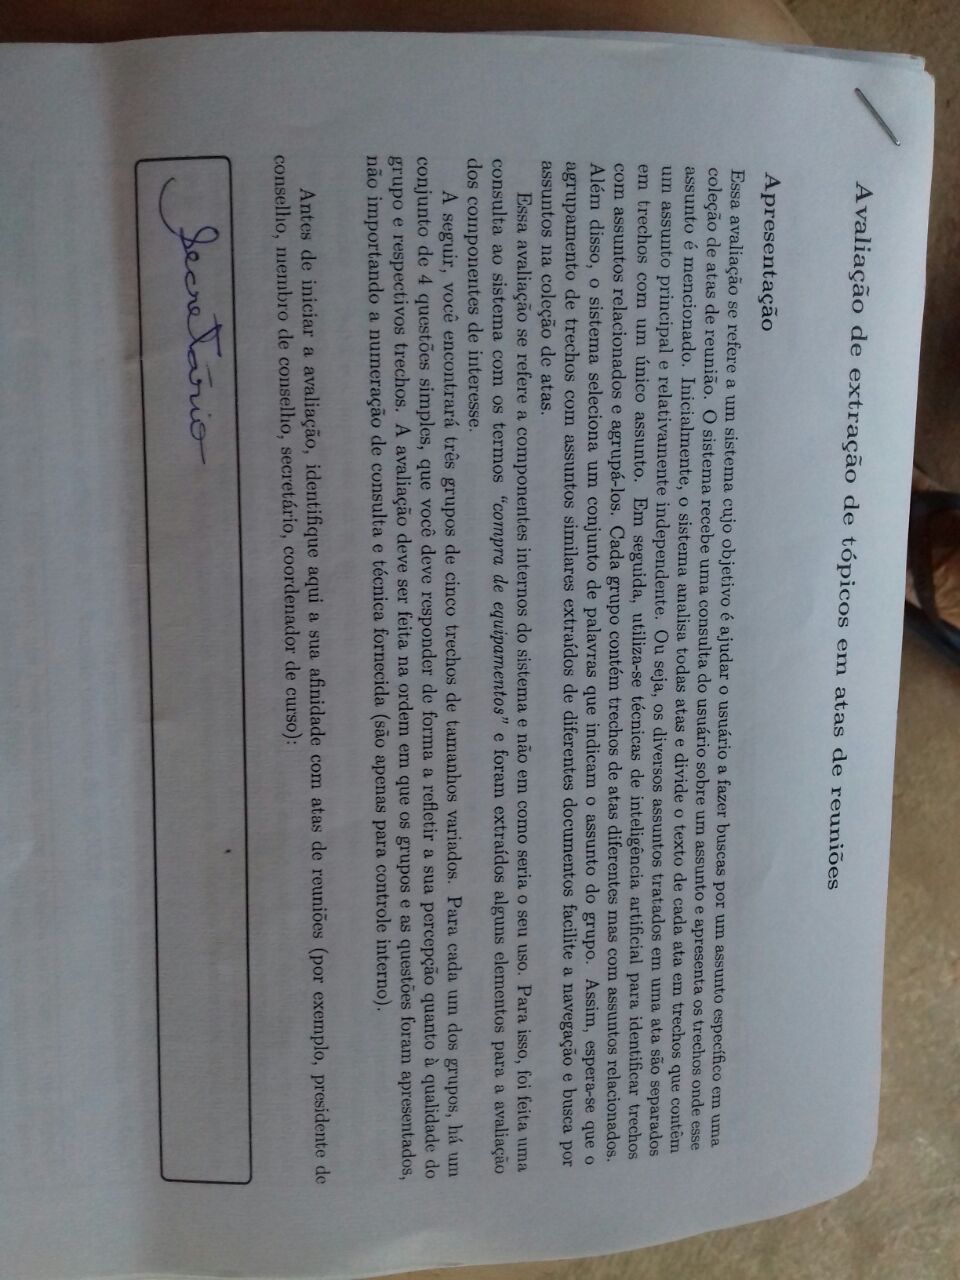 Avaliação de extração de tópicos em atas de reuniões
Apresentação
Essa avaliação se refere a um sistema cujo objetivo é ajudar o usuário a fazer buscas por um assunto específico em uma
coleção de atas de reunião. O sistema recebe uma consulta do usuário sobre um assunto e apresenta os trechos onde esse
assunto é mencionado. Inicialmente, o sistema analisa todas atas e divide o texto de cada ata em trechos que contêm
um assunto principal e relativamente independente. Ou seja, os diversos assuntos tratados em uma ata são separados
em trechos com um único assunto. Em seguida, utiliza-se técnicas de inteligência artificial para identificar trechos
com assuntos relacionados e agrupá-los. Cada grupo contém trechos de atas diferentes mas com assuntos relacionados.
Além disso, o sistema seleciona um conjunto de palavras que indicam o assunto do grupo. Assim, espera-se que o
agrupamento de trechos com assuntos similares extraídos de diferentes documentos facilite a navegação e busca por
assuntos na coleção de atas.
Essa avaliação se refere a componentes internos do sistema e não em como seria o seu uso. Para isso, foi feita uma
consulta ao sistema com os termos "compra de equipamentos" e foram extraídos alguns elementos para a avaliação
dos componentes de interesse.
A seguir, você encontrará três grupos de cinco trechos de tamanhos variados. Para cada um dos grupos, há um
conjunto de 4 questões simples, que você deve responder de forma a refletir a sua percepção quanto à qualidade do
grupo e respectivos trechos. A avaliação deve ser feita na ordem em que os grupos e as questões foram apresentados,
não importando a numeração de consulta e técnica fornecida (são apenas para controle interno).
Antes de iniciar a avaliação, identifique aqui a sua afinidade com atas de reuniões (por exemplo, presidente de
conselho, membro de conselho, secretário, coordenador de curso):
Secretário